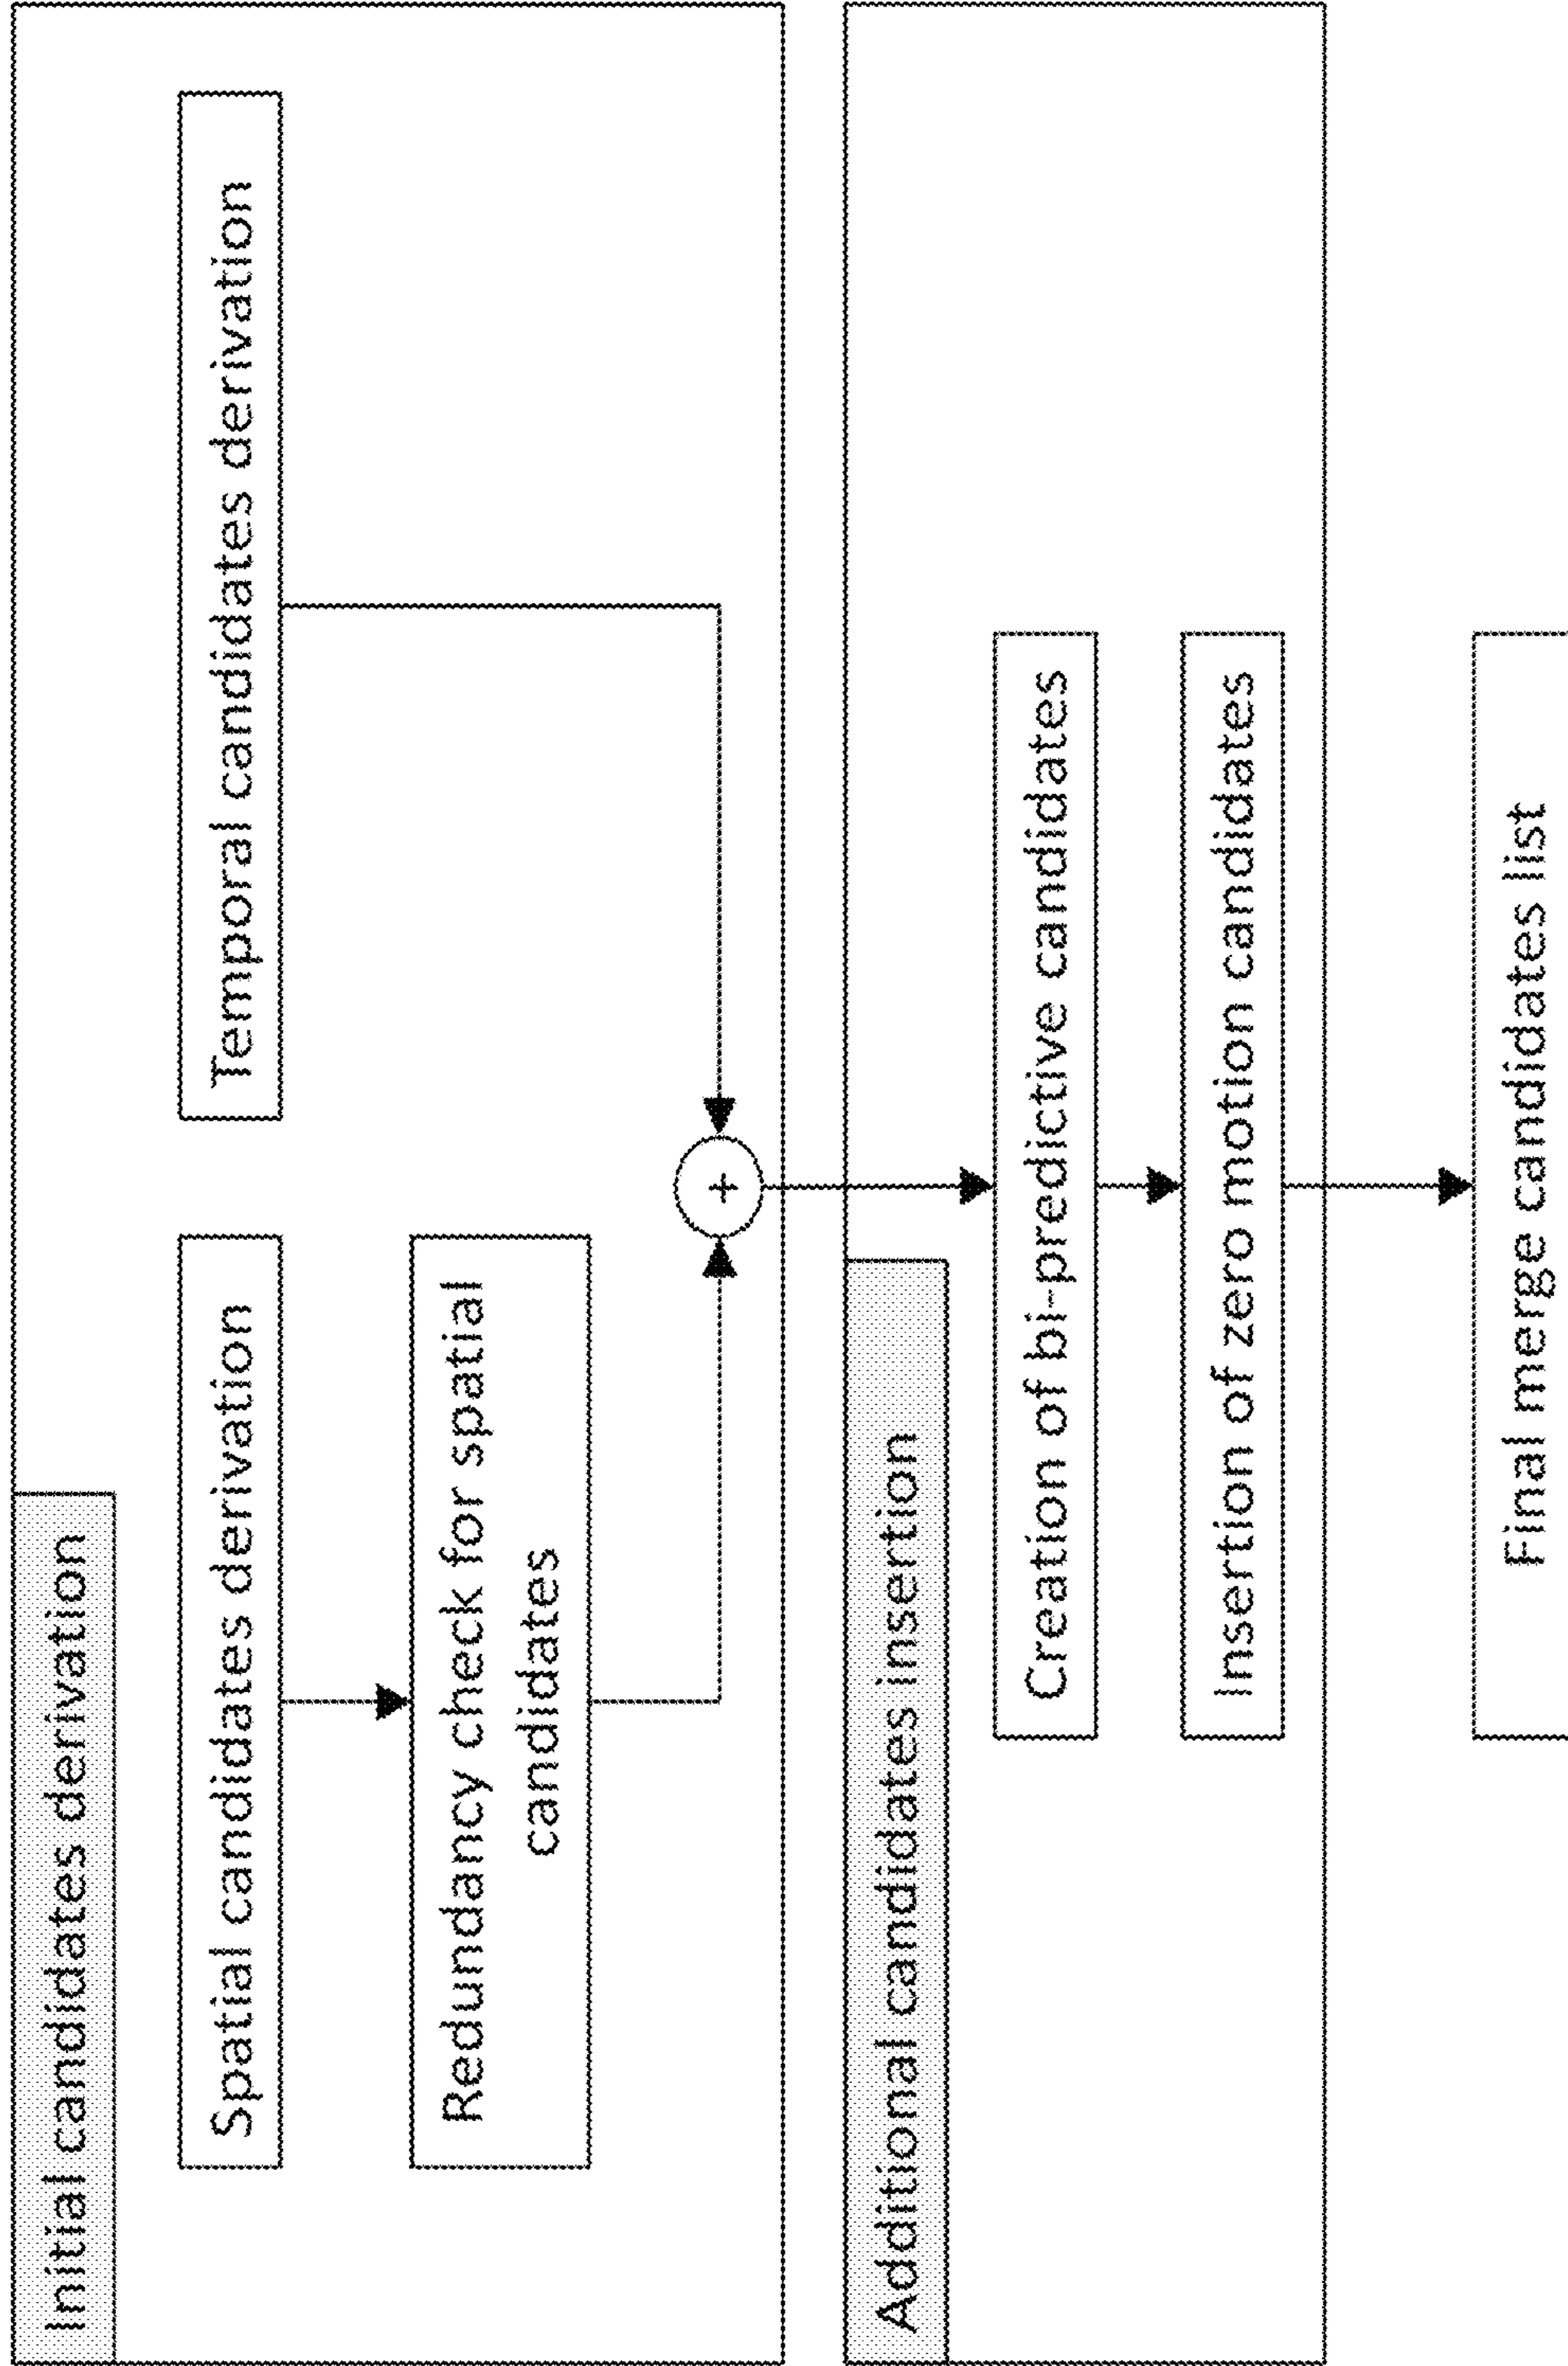 Initial candidates derivation
Spatial candidates derivation
Temporal candidates derivation
Redundancy check for spatial
candidates
+
Additional candidates insertion
Creation of bi-predictive candidates
Insertion of zero motion candidates
Final merge candidates list